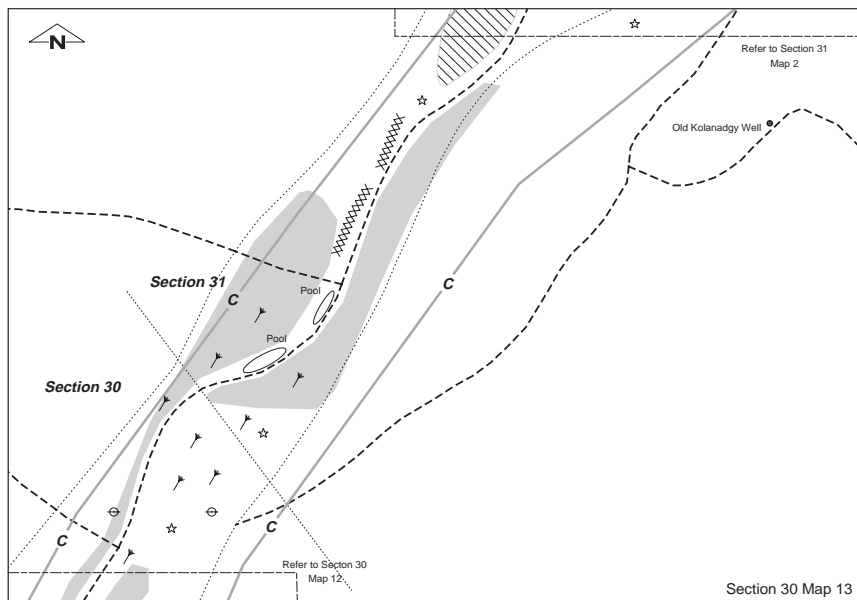 N
Refer to Section 31
Map 2
Old Kolanadgy Well
Section 31
C
C
Pool
Pool
Section 30
C
C
Refer to Secton 30
Map 12
Section 30 Map 13